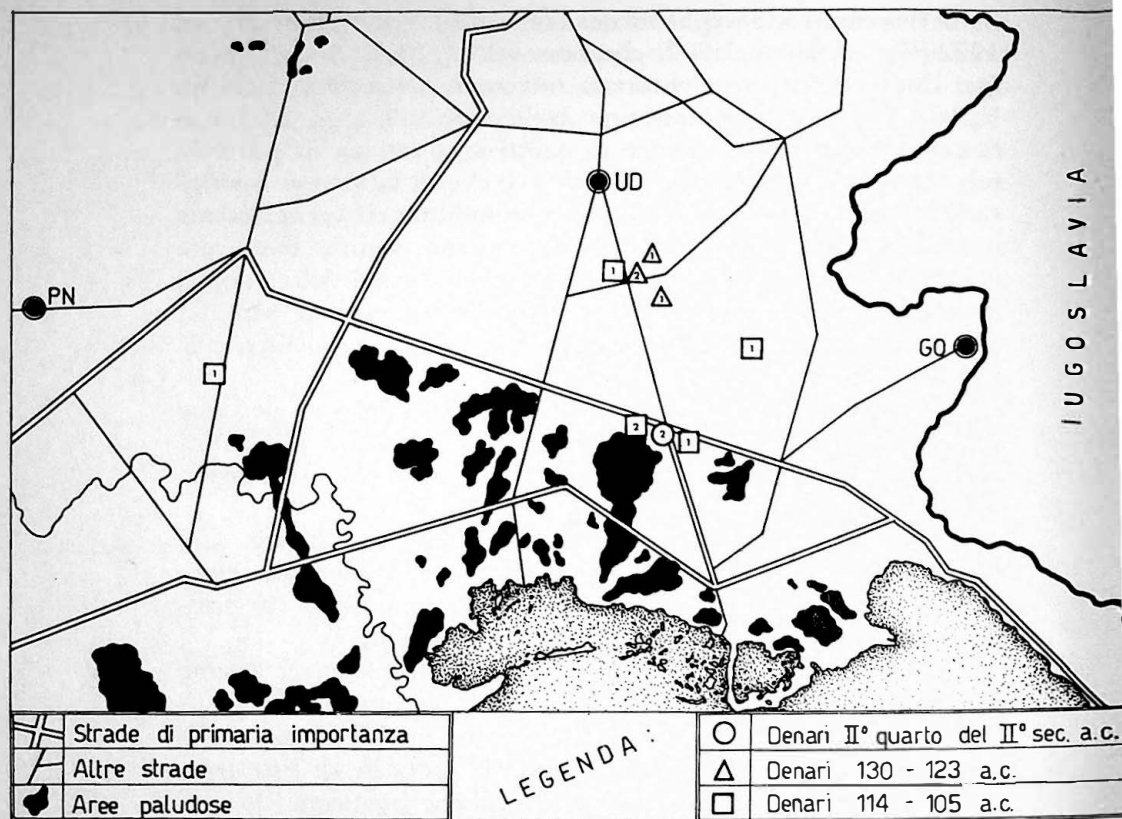 UD
IUGOSLAVIA
1
1
2
PN
1
1
GO
1
2
2
1
Strade di primaria importanza
Altre strade
Aree paludose
LEGENDA:
Denari II° quarto del II° sec. a.c.
Denari 130 - 123 a.c.
Denari 114 - 105 a.c.